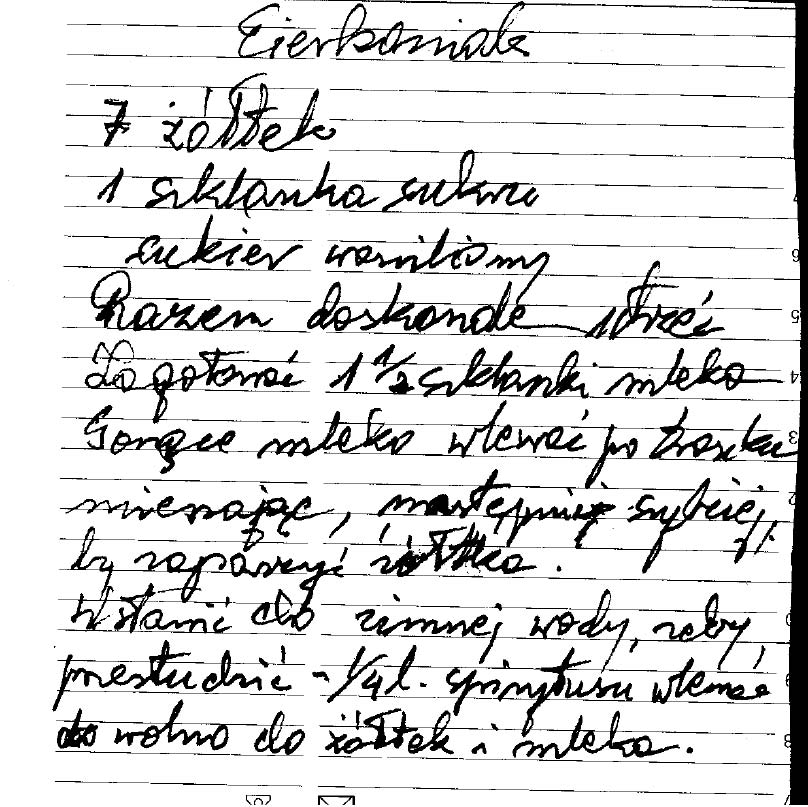 Eierkoniak
7 żółtek
1 szklanka cukru
cukier waniliowy
Razem doskonale utrzeć
Zagotować 1 1/2 szklanki mleka
Gorące mleko wlewać po troszku
mieszając, następnie szybciej,
by zaparzyć żółtka.
Wstawić do zimnej wody, żeby,
przestudzić - 1/4 l. spirytusu wlewać
do wolno do żółtek i mleka.